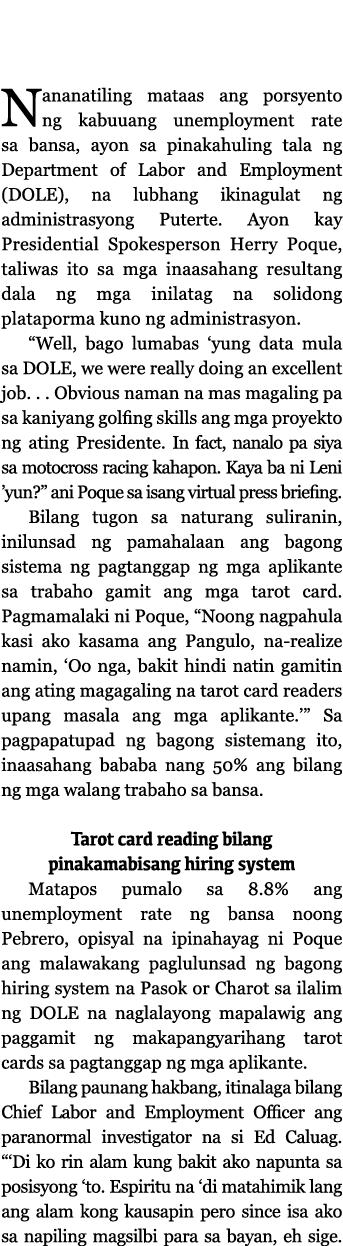 Nananatiling mataas ang porsyento
ng kabuuang unemployment rate
sa bansa, ayon sa pinakahuling tala ng
Department of Labor and Employment
(DOLE), na lubhang ikinagulat ng
administrasyong Puterte. Ayon kay
Presidential Spokesperson Herry Poque,
taliwas ito sa mga inaasahang resultang
dala ng mga inilatag na solidong
plataporma kuno ng administrasyon.
“Well, bago lumabas ‘yung data mula
sa DOLE, we were really doing an excellent
job. . . Obvious naman na mas magaling pa
sa kaniyang golfing skills ang mga proyekto
ng ating Presidente. In fact, nanalo pa siya
sa motocross racing kahapon. Kaya ba ni Leni
’yun?” ani Poque sa isang virtual press briefing.
Bilang tugon sa naturang suliranin,
inilunsad ng pamahalaan ang bagong
sistema ng pagtanggap ng mga aplikante
sa trabaho gamit ang mga tarot card.
Pagmamalaki ni Poque, “Noong nagpahula
kasi ako kasama ang Pangulo, na-realize
namin, ‘Oo nga, bakit hindi natin gamitin
ang ating magagaling na tarot card readers
upang masala ang mga aplikante.’” Sa
pagpapatupad ng bagong sistemang ito,
inaasahang bababa nang 50% ang bilang
ng mga walang trabaho sa bansa.
Tarot card reading bilang
pinakamabisang hiring system
Matapos pumalo sa 8.8% ang
unemployment rate ng bansa noong
Pebrero, opisyal na ipinahayag ni Poque
ang malawakang paglulunsad ng bagong
hiring system na Pasok or Charot sa ilalim
ng DOLE na naglalayong mapalawig ang
paggamit ng makapangyarihang tarot
cards sa pagtanggap ng mga aplikante.
Bilang paunang hakbang, itinalaga bilang
Chief Labor and Employment Officer ang
paranormal investigator na si Ed Caluag.
“‘Di ko rin alam kung bakit ako napunta sa
posisyong ‘to. Espiritu na ‘di matahimik lang
ang alam kong kausapin pero since isa ako
sa napiling magsilbi para sa bayan, eh sige.